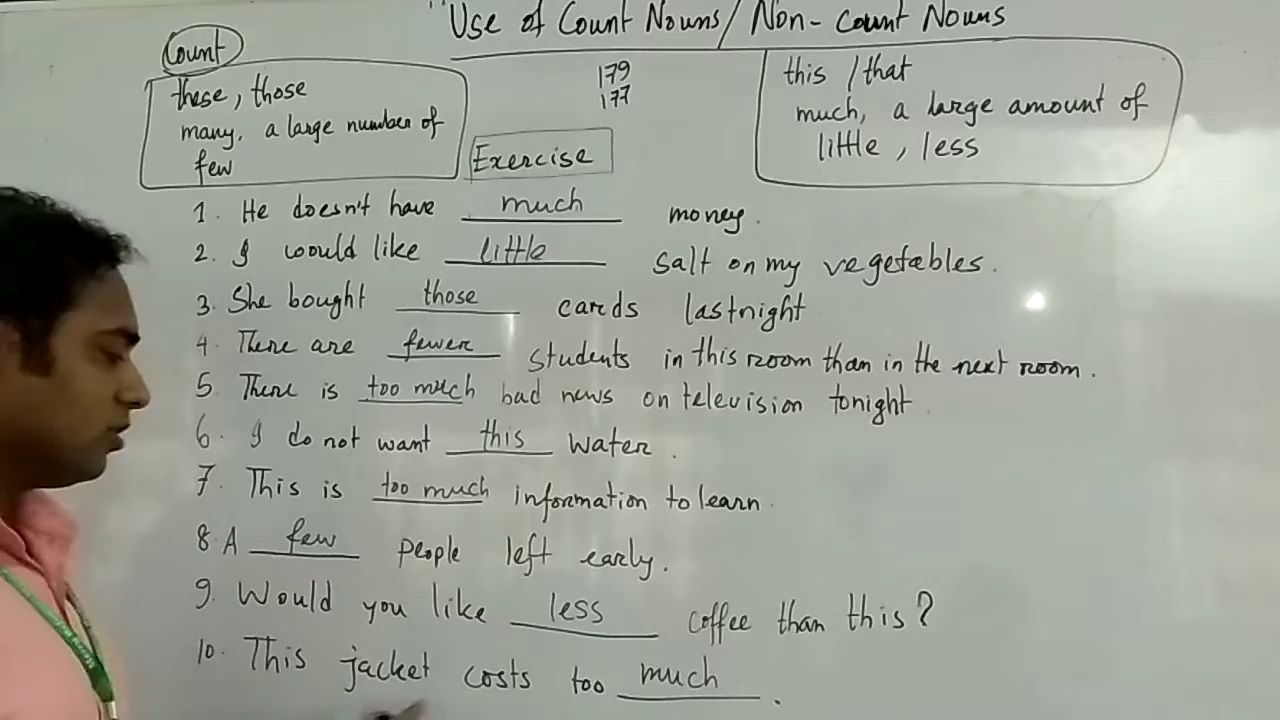 Use of Count Nouns/ Non-Count Nouns
Count
these, those
many, a large number of
few
179
177
this / that
much, a large amount of
little, less
Exercise
1. He doesn't have much money.
2. I would like little salt on my vegetables.
3. She bought those cards lastnight
4. There are fewer students in this room than in the next room.
5. There is too much bad news on television tonight
6. I do not want this water.
7. This is too much information to learn.
8. A few people left early.
9. Would you like less coffee than this?
10. This jacket costs too much.